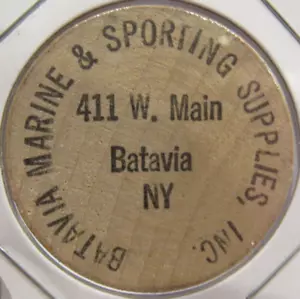 BATAVIA MARINE & SPORTING SUPPLIES, INC.
411 W. Main
Batavia
NY